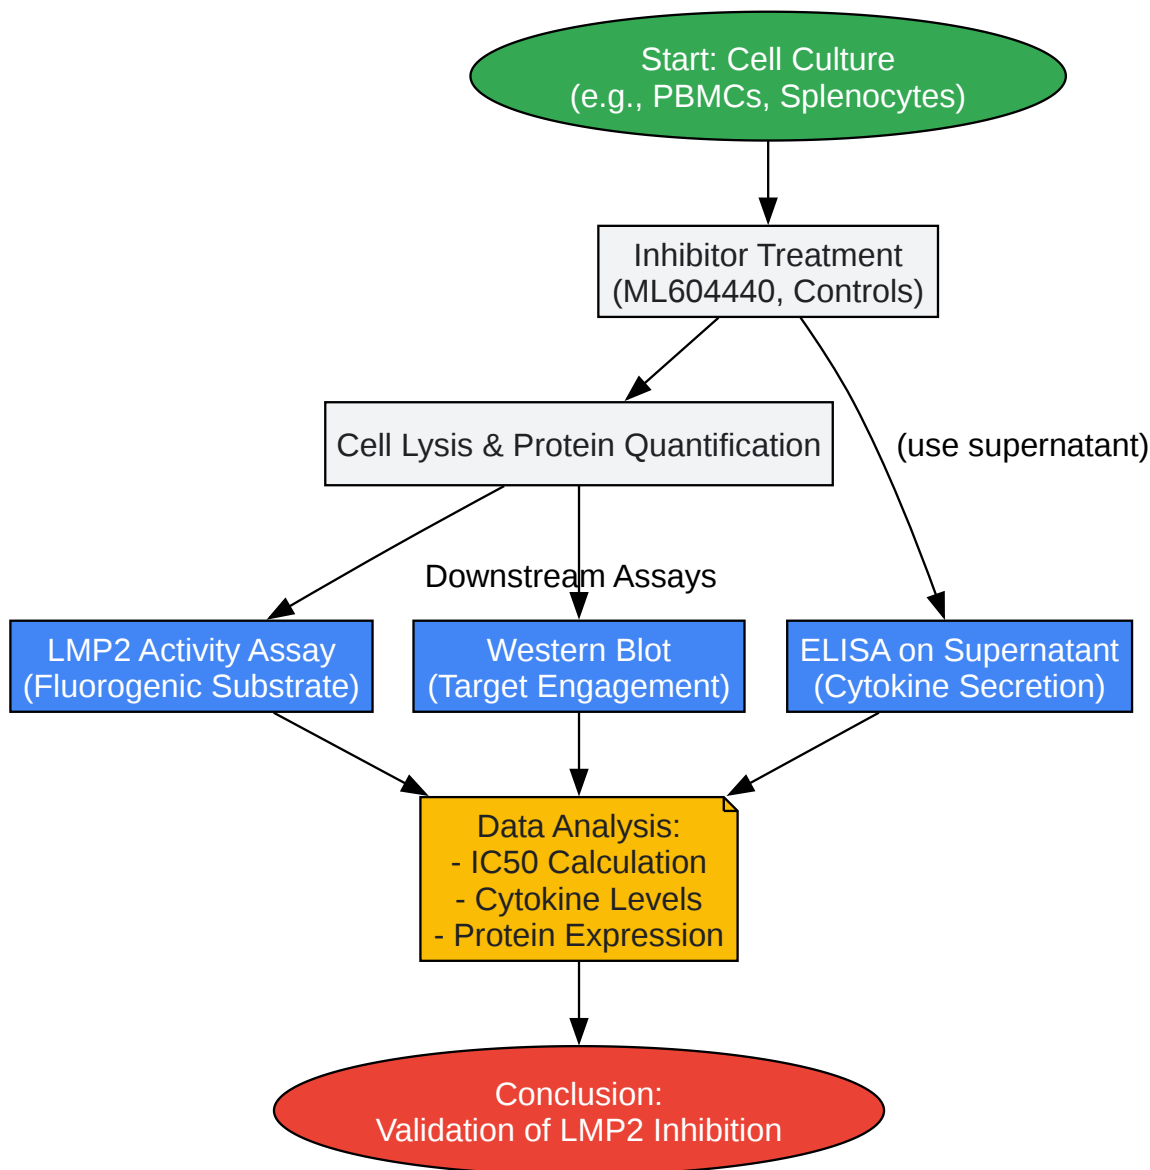 Start: Cell Culture
(e.g., PBMCs, Splenocytes)
Inhibitor Treatment
(ML604440, Controls)
Cell Lysis & Protein Quantification
(use supernatant)
Downstream Assays
LMP2 Activity Assay
(Fluorogenic Substrate)
Western Blot
(Target Engagement)
ELISA on Supernatant
(Cytokine Secretion)
Data Analysis:
- IC50 Calculation
- Cytokine Levels
- Protein Expression
Conclusion:
Validation of LMP2 Inhibition